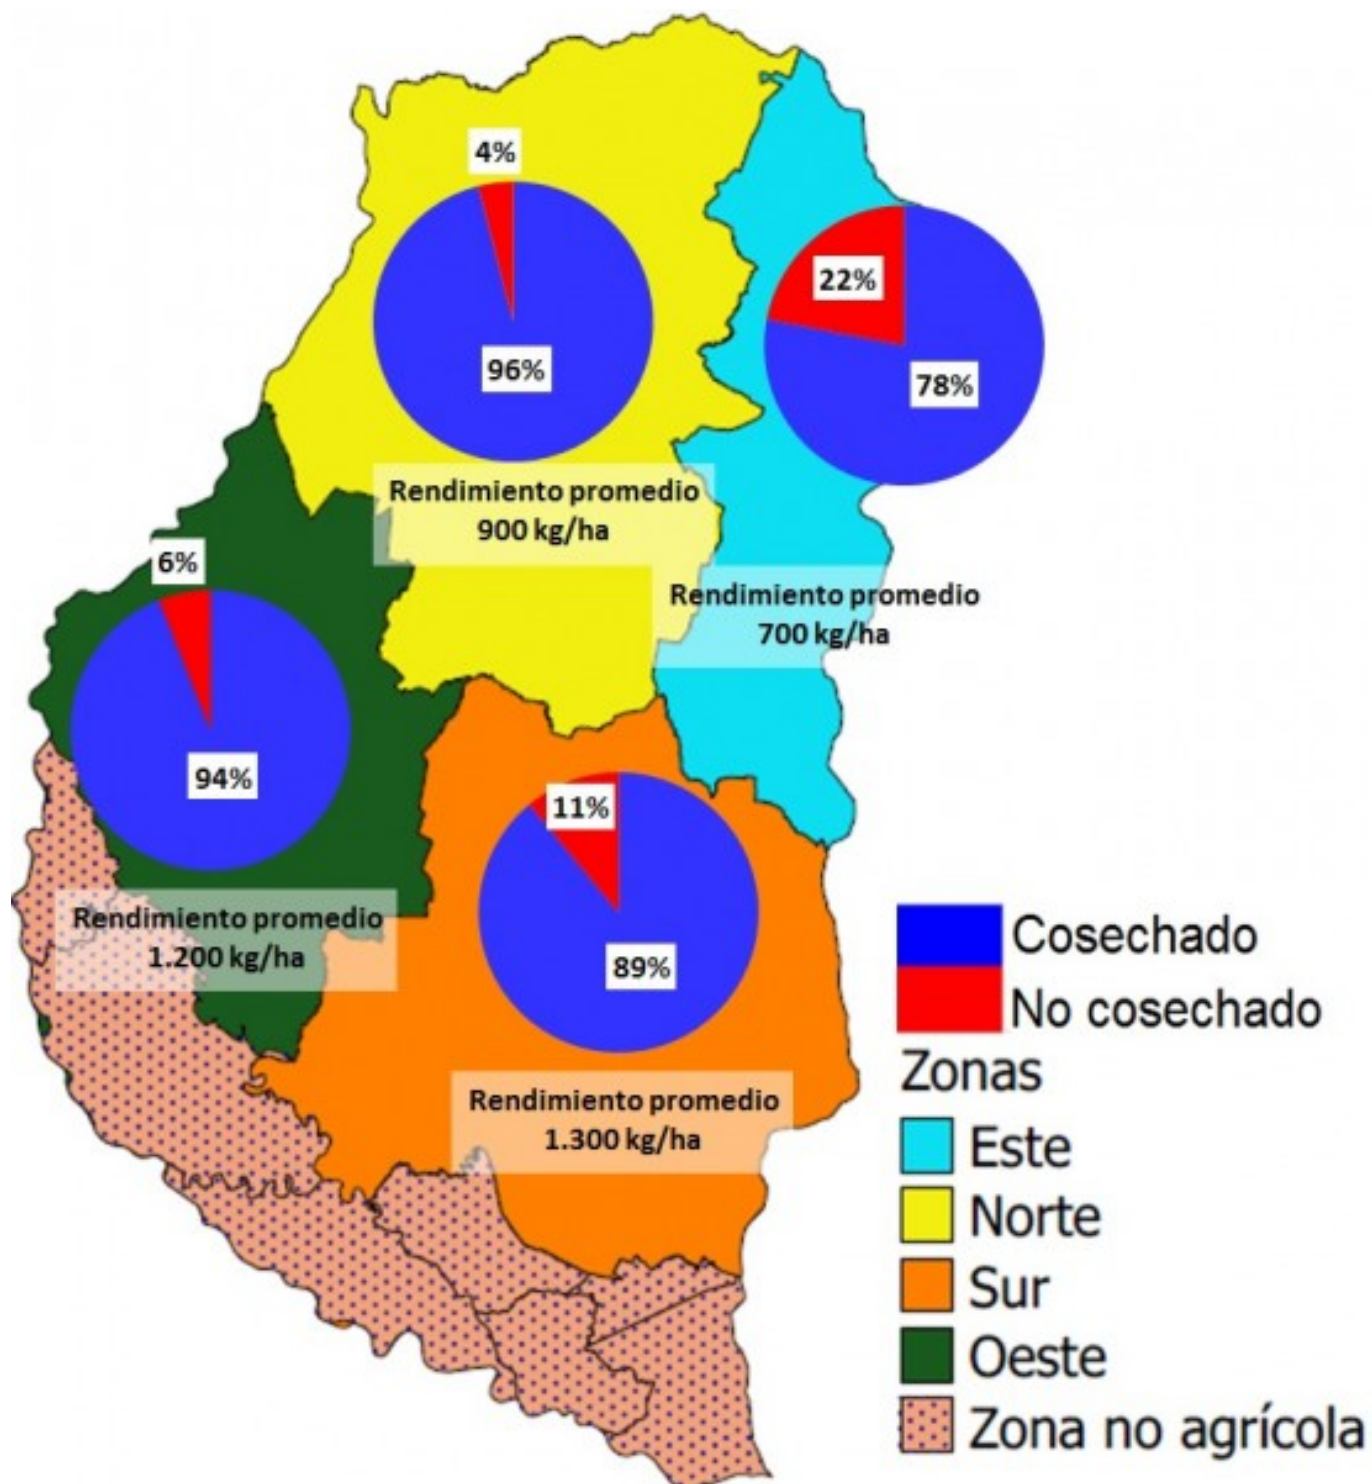 4%
96%
Rendimiento promedio
900 kg/ha
22%
78%
Rendimiento promedio
700 kg/ha
6%
94%
Rendimiento promedio
1.200 kg/ha
11%
89%
Rendimiento promedio
1.300 kg/ha
Cosechado
No cosechado
Zonas
Este
Norte
Sur
Oeste
Zona no agrícola